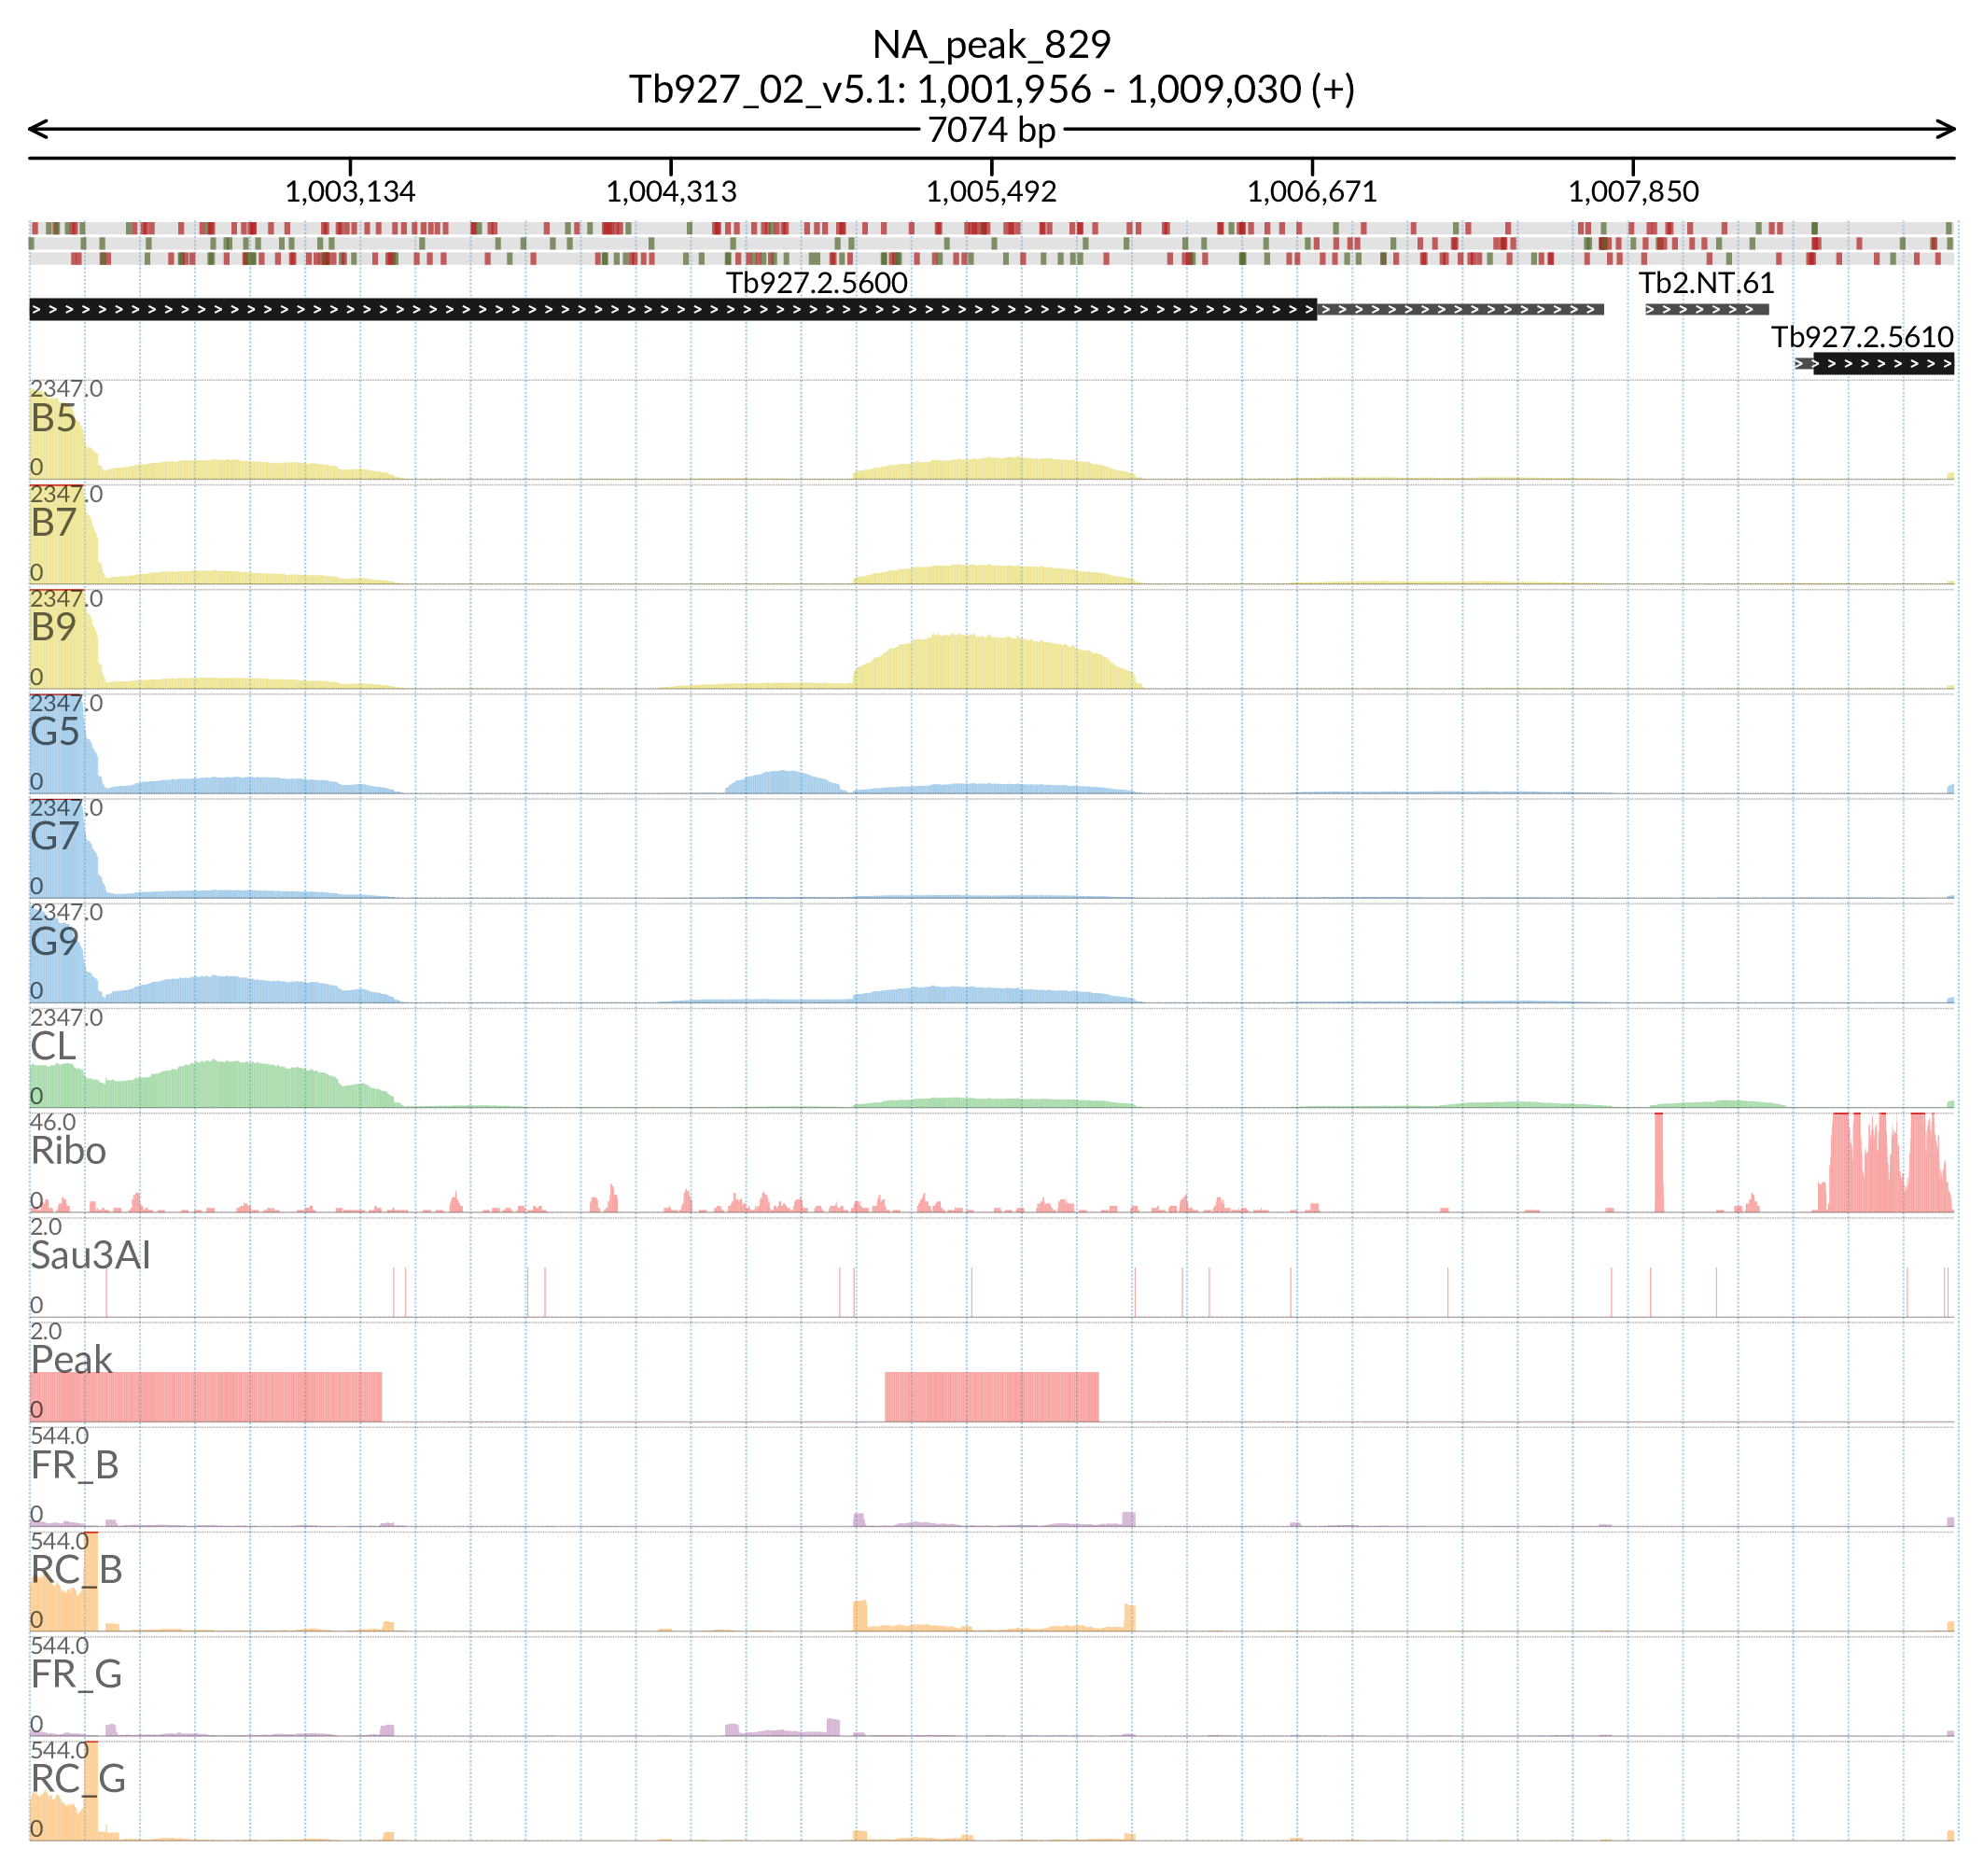 NA_peak_829
Tb927_02_v5.1: 1,001,956 - 1,009,030 (+)
7074 bp
1,003,134 1,004,313 1,005,492 1,006,671 1,007,850
Tb927.2.5600 Tb2.NT.61
Tb927.2.5610
2347.0
B5
0
2347.0
B7
0
2347.0
B9
0
2347.0
G5
0
2347.0
G7
0
2347.0
G9
0
2347.0
CL
0
46.0
Ribo
0
2.0
Sau3AI
0
2.0
Peak
0
544.0
FR_B
0
544.0
RC_B
0
544.0
FR_G
0
544.0
RC_G
0